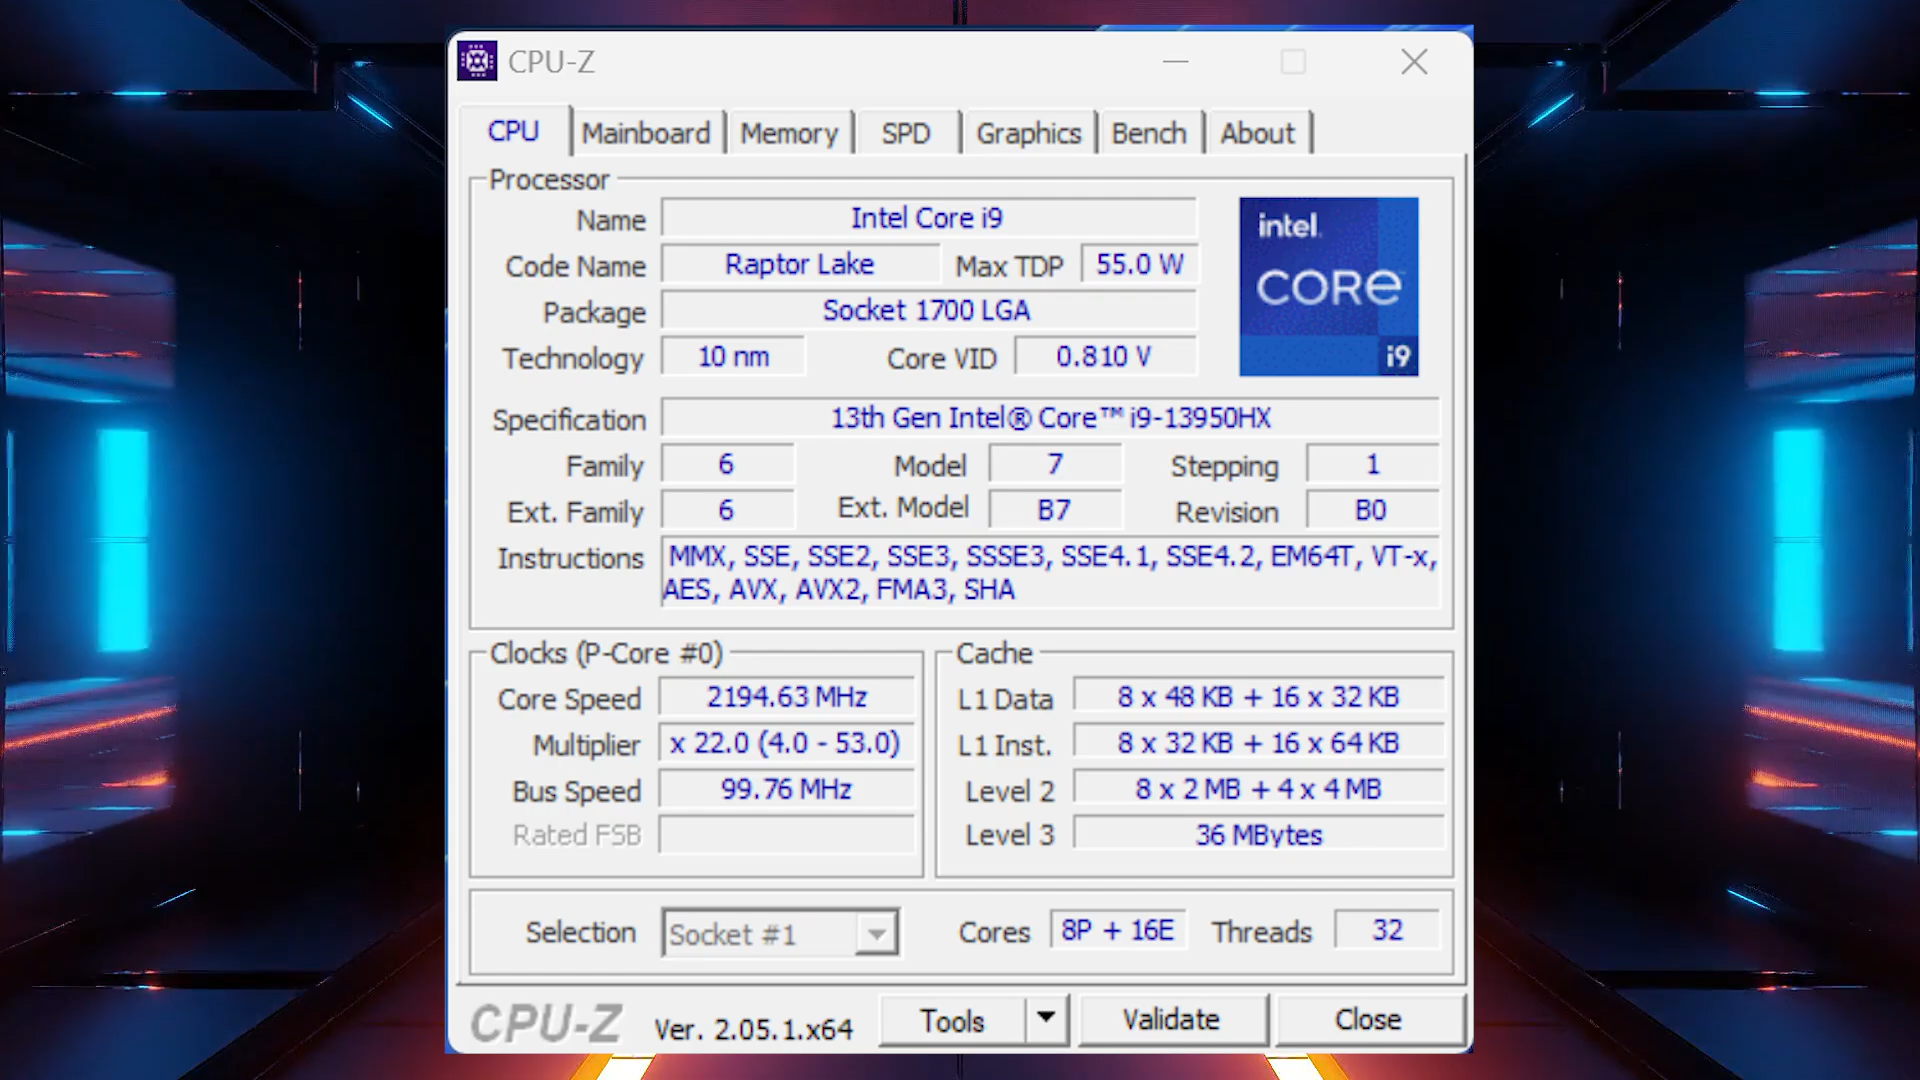 CPU-Z
CPU Mainboard Memory SPD Graphics Bench About
Processor
Name Intel Core i9
Code Name Raptor Lake Max TDP 55.0 W
Package Socket 1700 LGA
Technology 10 nm Core VID 0.810 V
intel.
CORE™
i9
Specification 13th Gen Intel® Core™ i9-13950HX
Family 6 Model 7 Stepping 1
Ext. Family 6 Ext. Model B7 Revision B0
Instructions MMX, SSE, SSE2, SSE3, SSSE3, SSE4.1, SSE4.2, EM64T, VT-x,
AES, AVX, AVX2, FMA3, SHA
Clocks (P-Core #0)
Core Speed 2194.63 MHz
Multiplier x 22.0 (4.0 - 53.0)
Bus Speed 99.76 MHz
Rated FSB
Cache
L1 Data 8 x 48 KB + 16 x 32 KB
L1 Inst. 8 x 32 KB + 16 x 64 KB
Level 2 8 x 2 MB + 4 x 4 MB
Level 3 36 MBytes
Selection Socket #1 Cores 8P + 16E Threads 32
CPU-Z Ver. 2.05.1.x64 Tools Validate Close